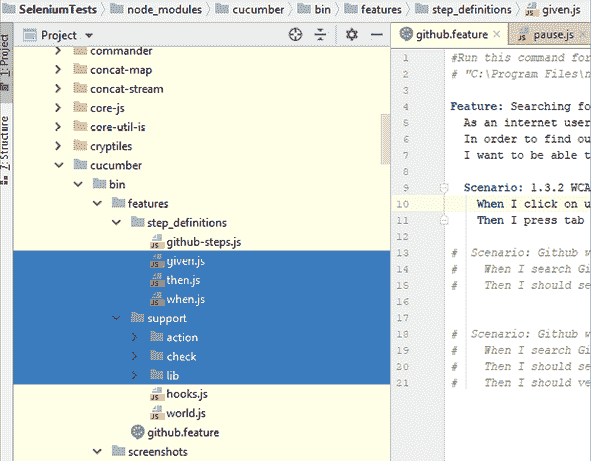 SeleniumTests node_modules cucumber bin features step_definitions given.js
1: Project
7: Structure
Project
commander
concat-map
concat-stream
core-js
core-util-is
cryptiles
cucumber
bin
features
step_definitions
github-steps.js
given.js
then.js
when.js
support
action
check
lib
hooks.js
world.js
github.feature
screenshots
github.feature pause.js
1 #Run this command for
2 # "C:\Program Files\n
3
4 Feature: Searching fo
5 As an internet user
6 In order to find ou
7 I want to be able t
8
9 Scenario: 1.3.2 WCA
10 When I click on u
11 Then I press tab
12
13 # Scenario: Github v
14 # When I search Gi
15 # Then I should se
16
17
18 # Scenario: Github v
19 # When I search Gi
20 # Then I should se
21 # Then I should ve